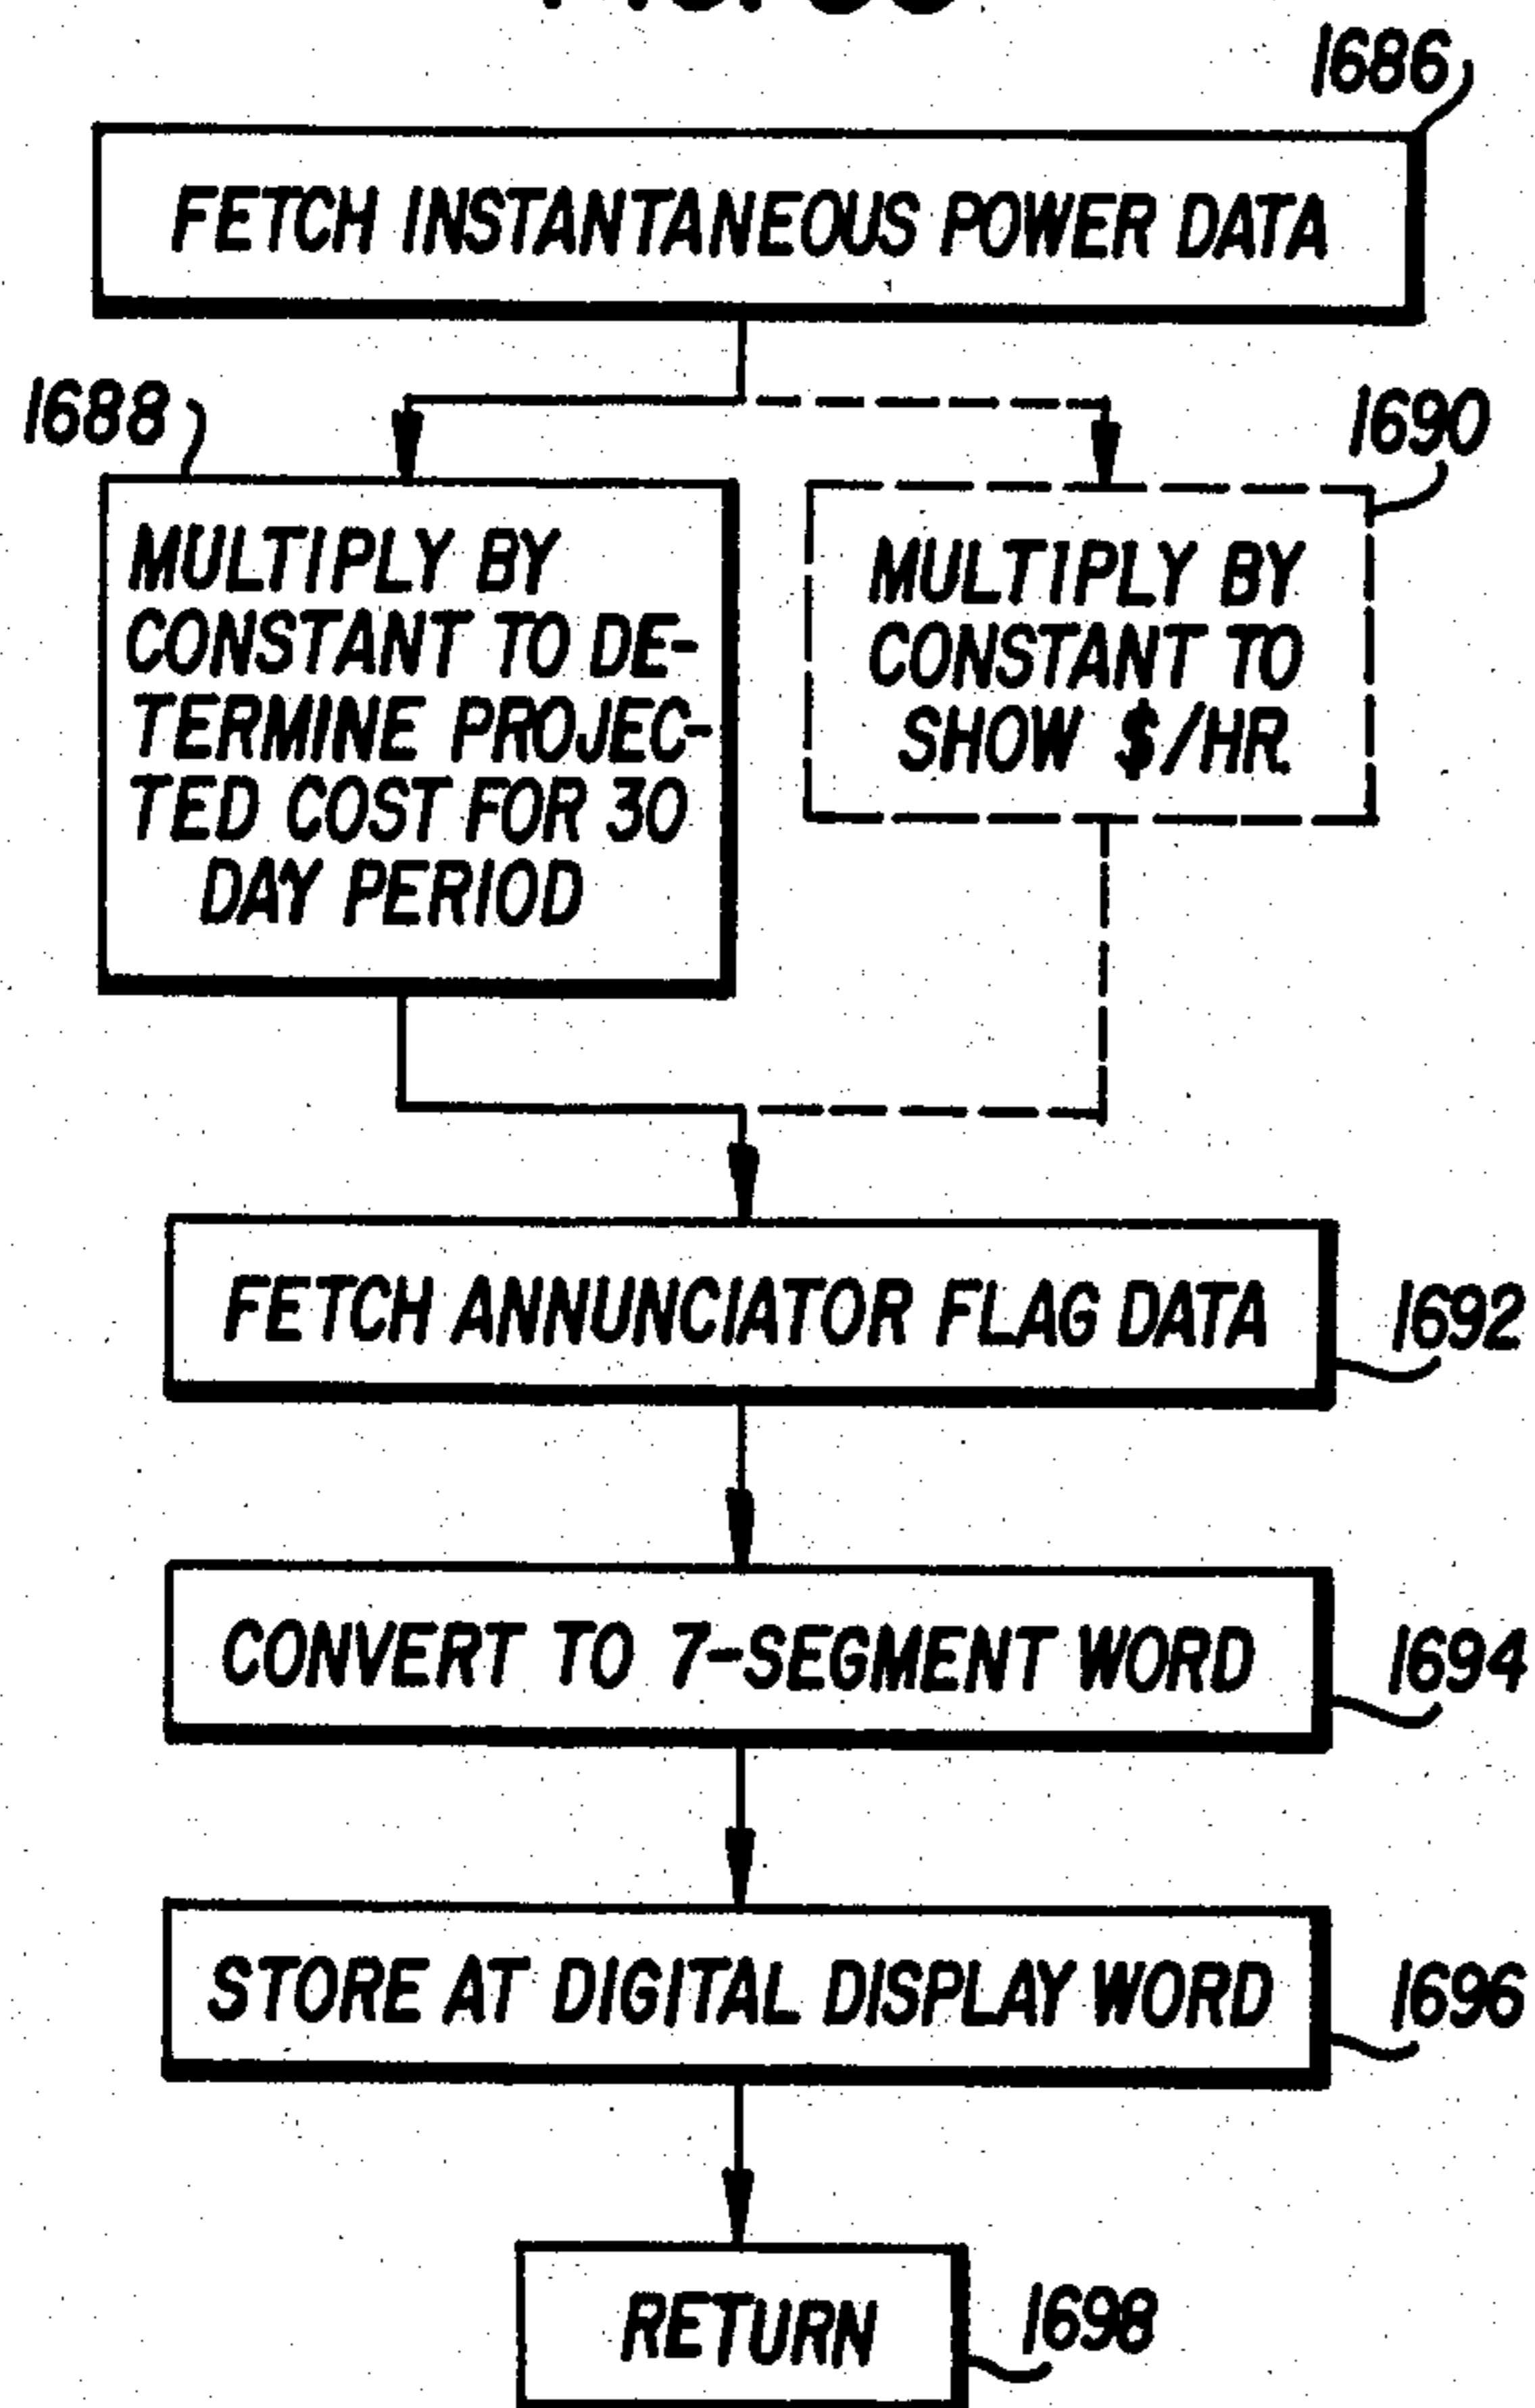 1686
FETCH INSTANTANEOUS POWER DATA
1688
1690
MULTIPLY BY
CONSTANT TO DE-
TERMINE PROJEC-
TED COST FOR 30
DAY PERIOD
MULTIPLY BY
CONSTANT TO
SHOW $/HR.
FETCH ANNUNCIATOR FLAG DATA
1692
CONVERT TO 7-SEGMENT WORD
1694
STORE AT DIGITAL DISPLAY WORD
1696
RETURN
1698